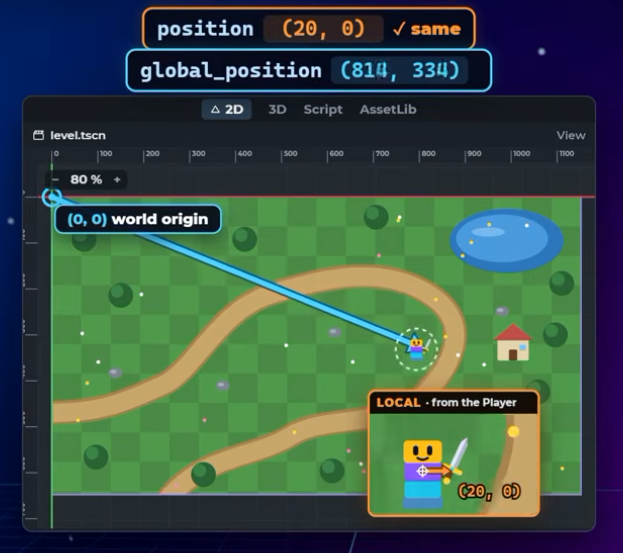 position (20, 0) ✓ same
global_position (814, 334)
2D 3D Script AssetLib
level.tscn View
0 100 200 300 400 500 600 700 800 900 1000 1100
− 80 % +
(0, 0) world origin
LOCAL · from the Player
(20, 0)